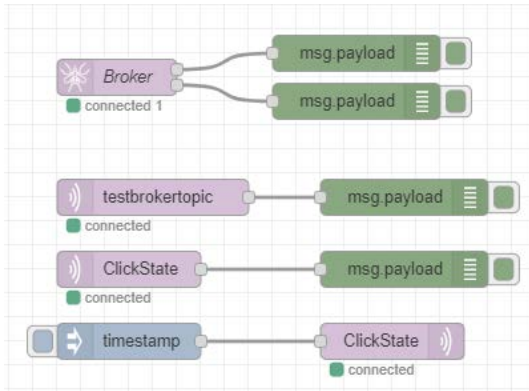 msg.payload
Broker
connected 1
msg.payload
testbrokertopic
msg.payload
connected
ClickState
msg.payload
connected
timestamp
ClickState
connected